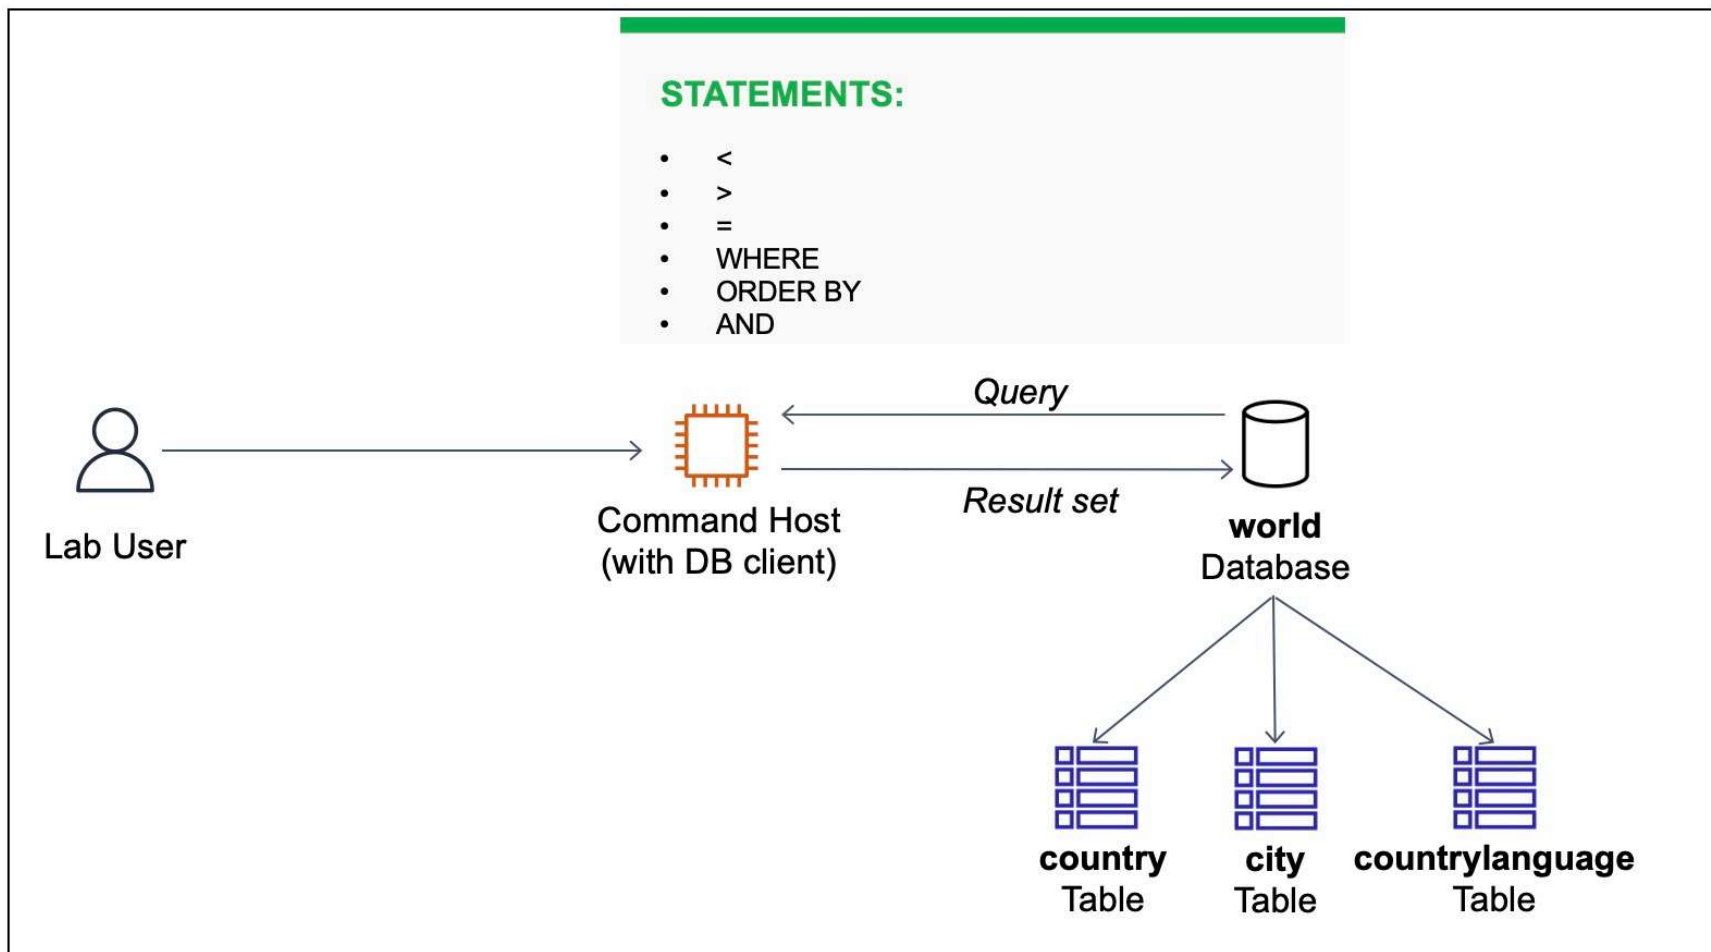 STATEMENTS:
• <
• >
• =
• WHERE
• ORDER BY
• AND
Query
Result set
Lab User
Command Host
(with DB client)
world
Database
country
Table
city
Table
countrylanguage
Table